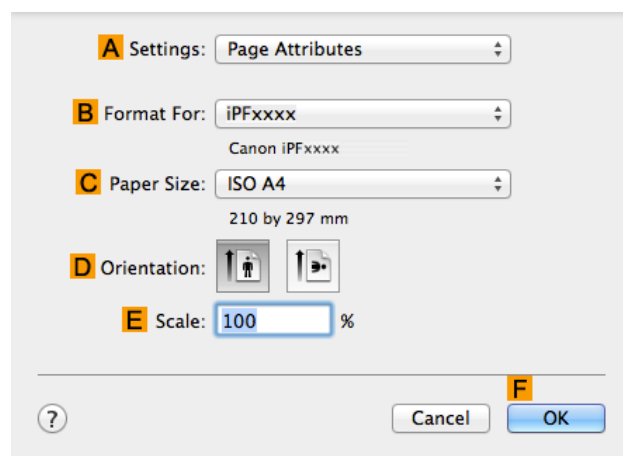 A Settings: Page Attributes
B Format For: iPFxxxx
Canon iPFxxxx
C Paper Size: ISO A4
210 by 297 mm
D Orientation:
E Scale: 100 %
F
? Cancel OK